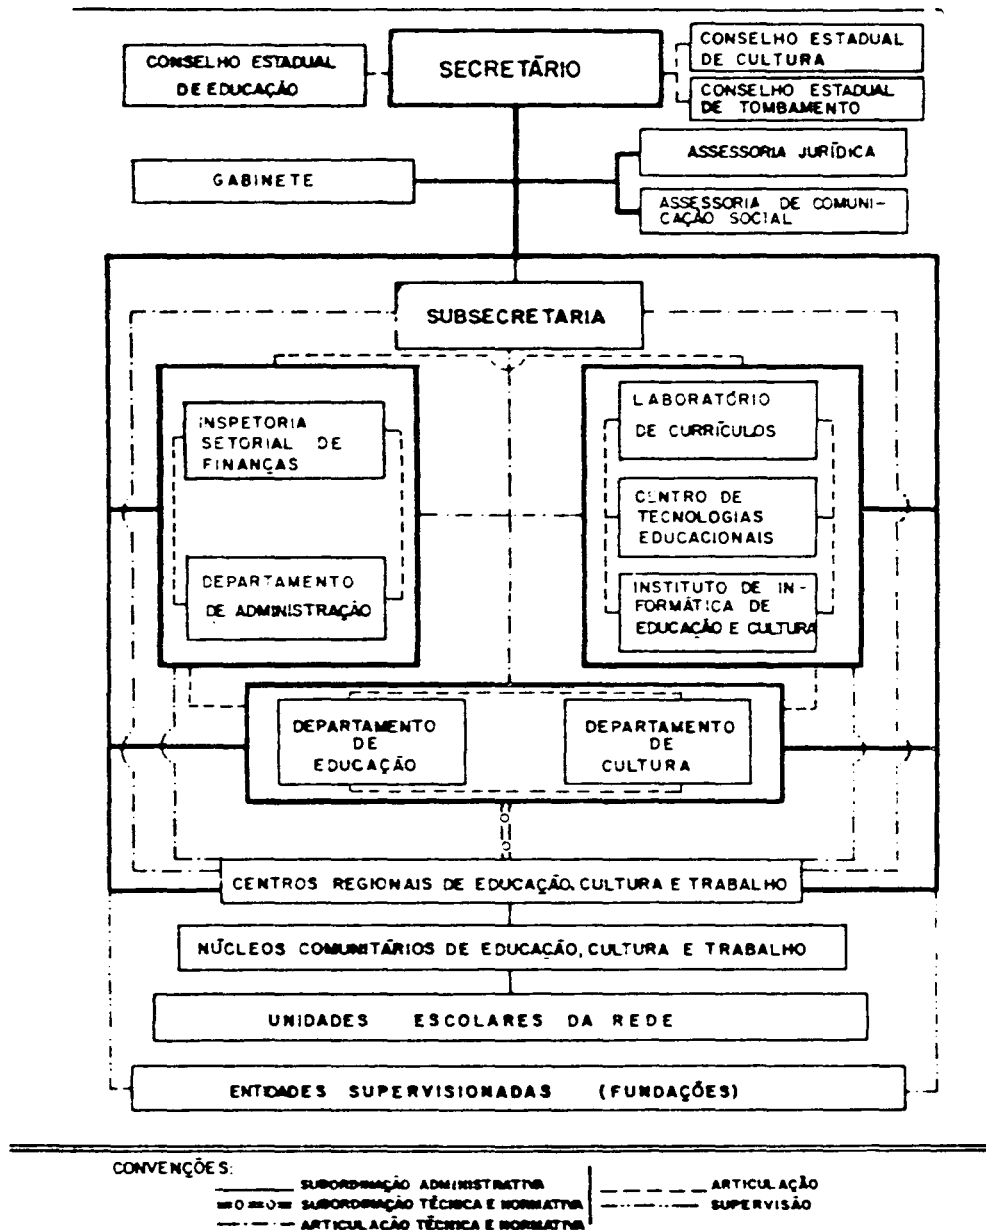 CONSELHO ESTADUAL
DE EDUCAÇÃO
SECRETÁRIO
CONSELHO ESTADUAL
DE CULTURA
CONSELHO ESTADUAL
DE TOMBAMENTO
GABINETE
ASSESSORIA JURÍDICA
ASSESSORIA DE COMUNI-
CAÇÃO SOCIAL
SUBSECRETARIA
INSPETORIA
SETORIAL DE
FINANÇAS
DEPARTAMENTO
DE ADMINISTRAÇÃO
LABORATÓRIO
DE CURRÍCULOS
CENTRO DE
TECNOLOGIAS
EDUCACIONAIS
INSTITUTO DE IN-
FORMÁTICA DE
EDUCAÇÃO E CULTURA
DEPARTAMENTO
DE
EDUCAÇÃO
DEPARTAMENTO
DE
CULTURA
CENTROS REGIONAIS DE EDUCAÇÃO, CULTURA E TRABALHO
NÚCLEOS COMUNITÁRIOS DE EDUCAÇÃO, CULTURA E TRABALHO
UNIDADES ESCOLARES DA REDE
ENTIDADES SUPERVISIONADAS (FUNDAÇÕES)
CONVENÇÕES:
SUBORDINAÇÃO ADMINISTRATIVA
SUBORDINAÇÃO TÉCNICA E NORMATIVA
ARTICULAÇÃO TÉCNICA E NORMATIVA
ARTICULAÇÃO
SUPERVISÃO